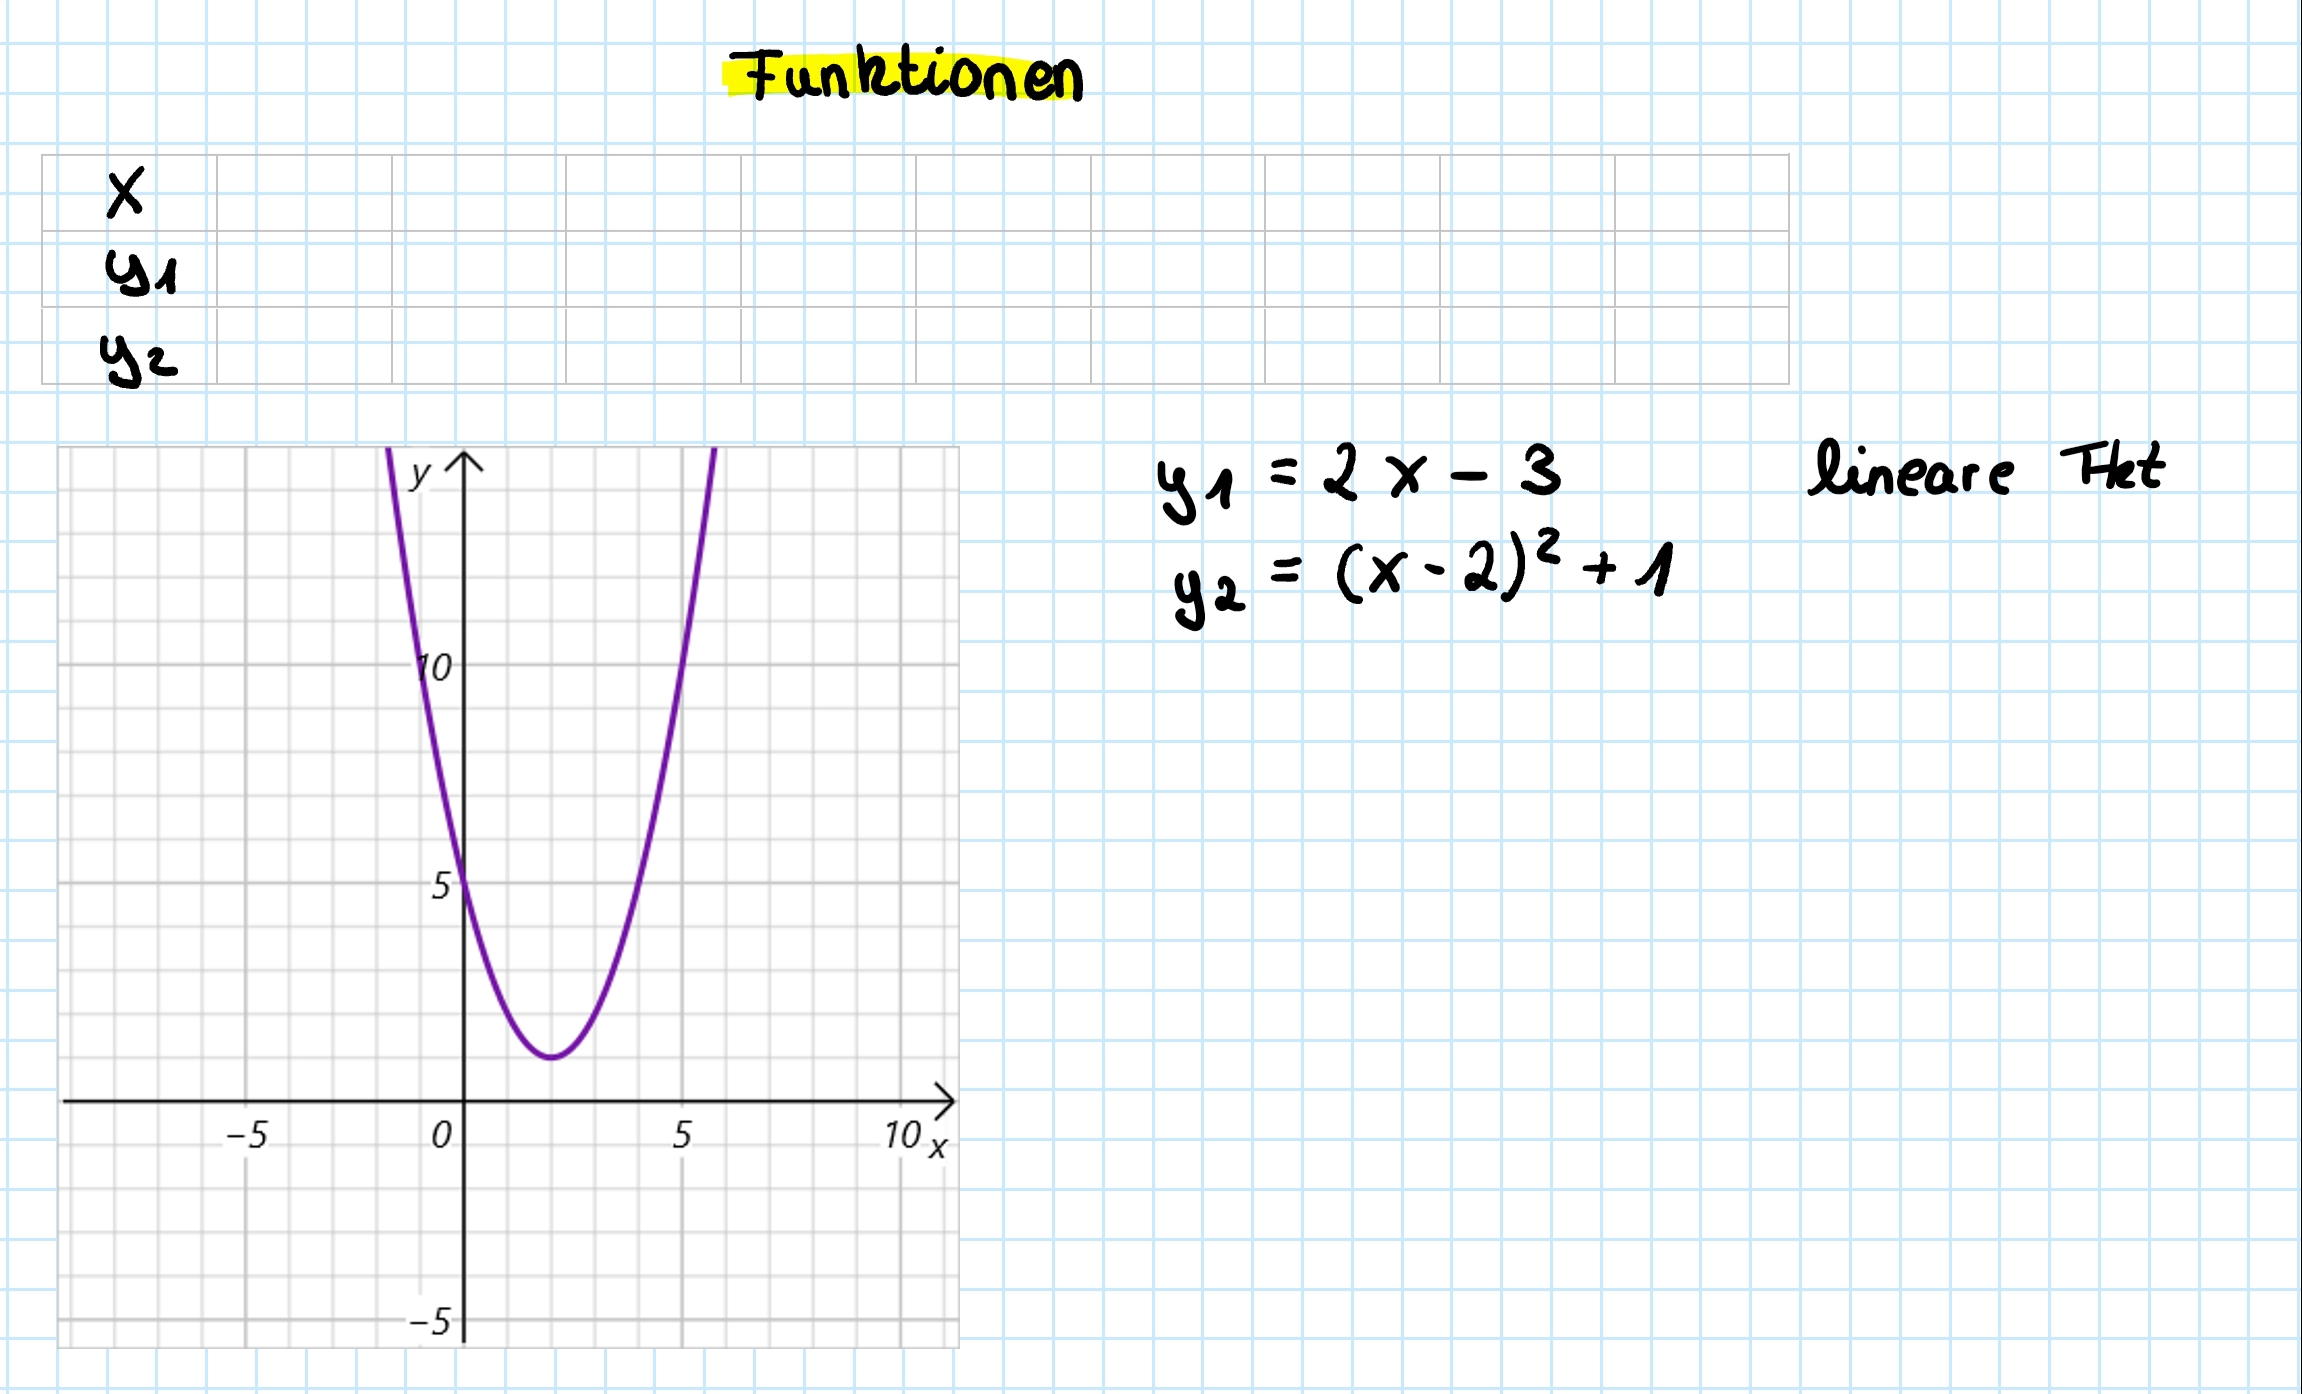 Funktionen
x
y1
y2
y1 = 2x - 3 lineare Fkt
y2 = (x-2)² + 1
y
10
5
−5 0 5 10 x
−5